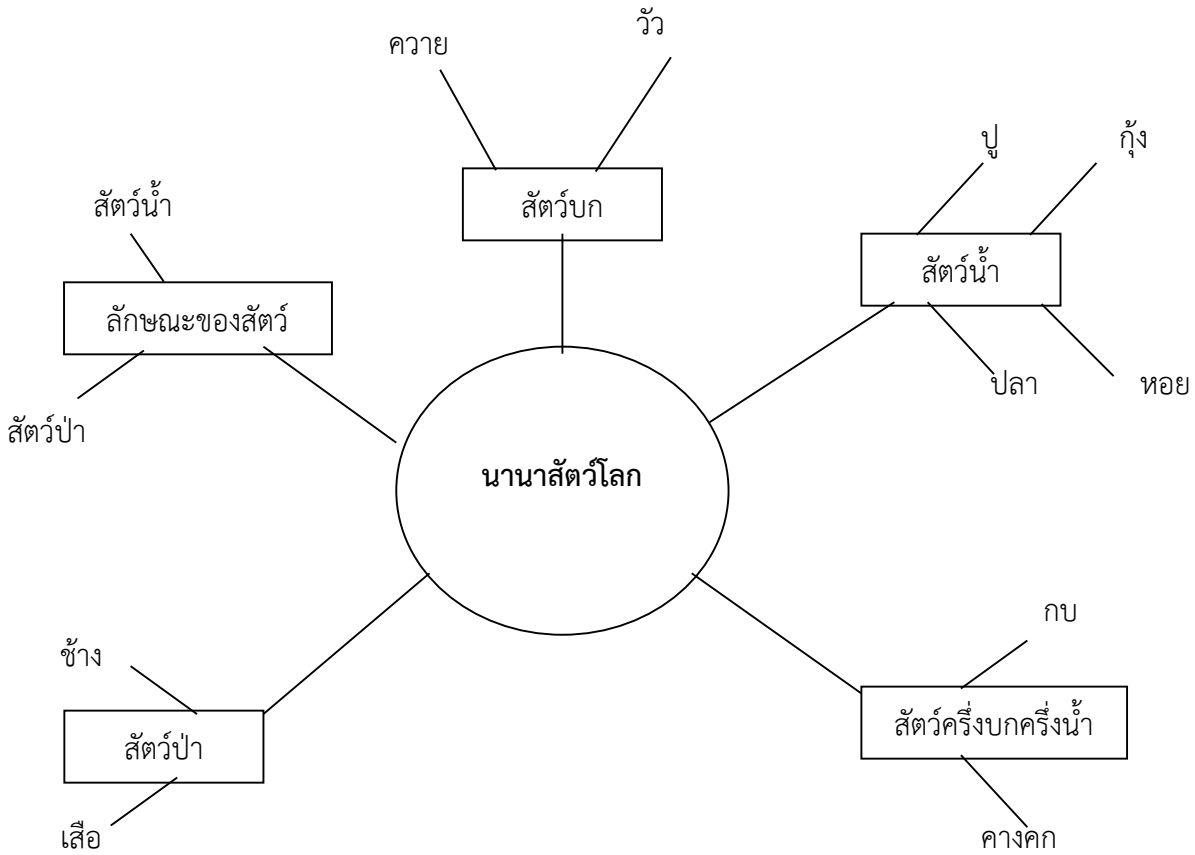 วัว
ควาย
ปู
กุ้ง
สัตว์บก
สัตว์น้ำ
สัตว์น้ำ
ลักษณะของสัตว์
ปลา
หอย
สัตว์ป่า
นานาสัตว์โลก
กบ
ช้าง
สัตว์ครึ่งบกครึ่งน้ำ
สัตว์ป่า
เสือ
คางคก